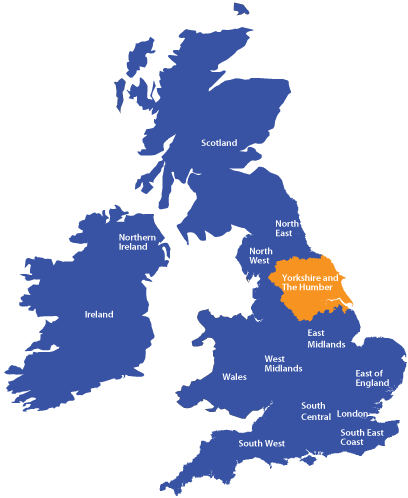 Scotland
North
East
Northern
Ireland
North
West
Yorkshire and
The Humber
Ireland
East
Midlands
West
Midlands
Wales
East of
England
South
Central
London
South East
Coast
South West